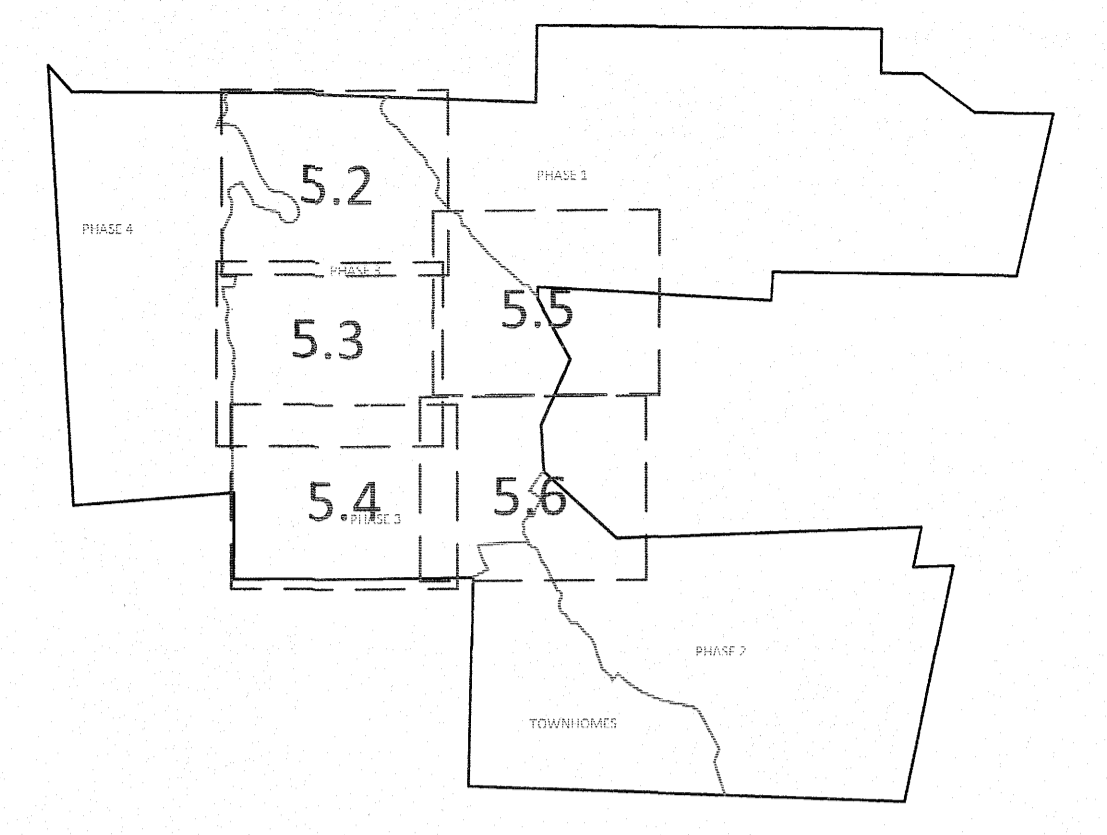 PHASE 1
5.2
PHASE 4
PHASE 3
5.5
5.3
5.4
5.6
PHASE 3
PHASE 2
TOWNHOMES